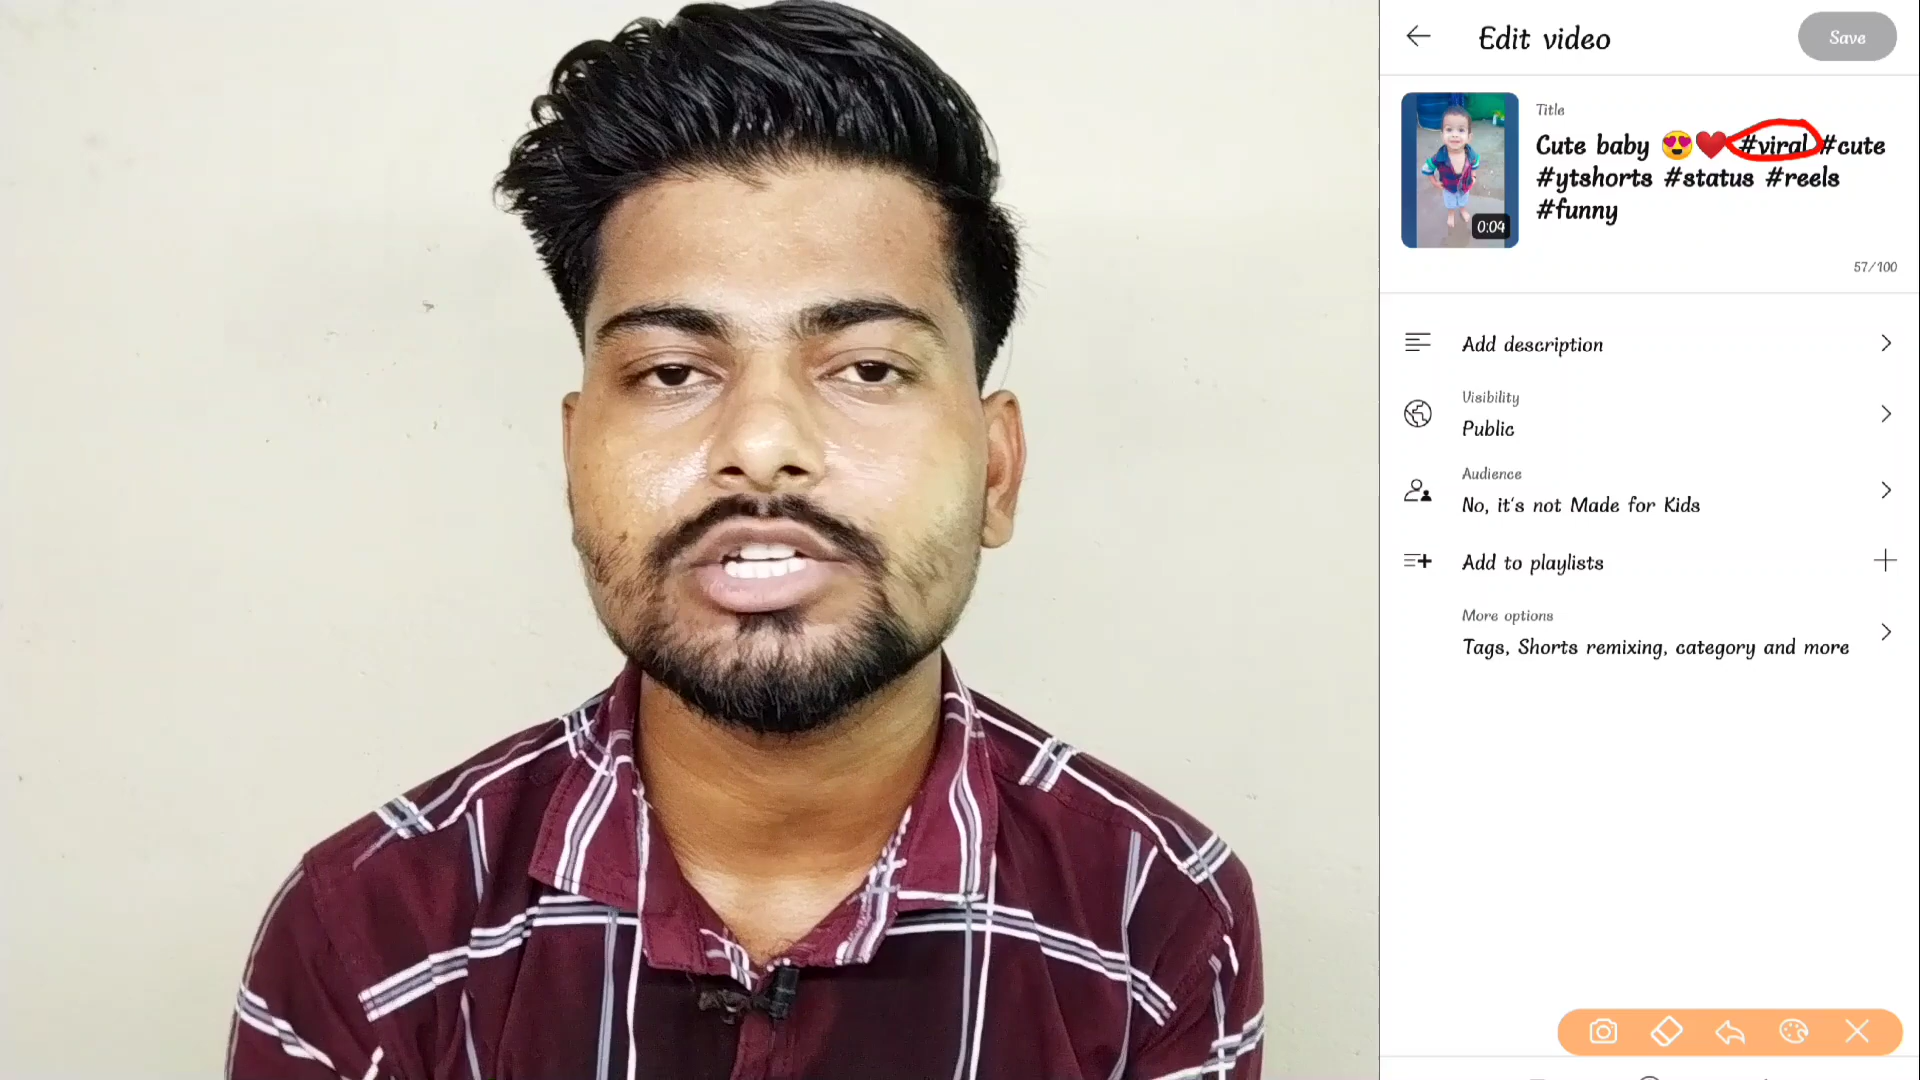 Edit video
Save
Title
Cute baby 😍❤️ #viral #cute
#ytshorts #status #reels
#funny
0:04
57/100
Add description
Visibility
Public
Audience
No, it's not Made for Kids
Add to playlists
More options
Tags, Shorts remixing, category and more